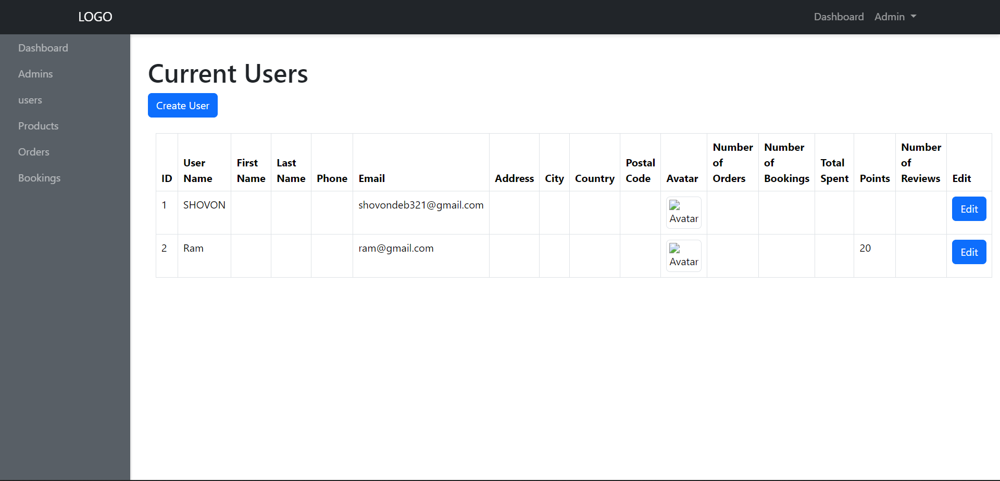 LOGO Dashboard Admin
Dashboard
Admins
users
Products
Orders
Bookings
Current Users
Create User
ID User Name First Name Last Name Phone Email Address City Country Postal Code Avatar Number of Orders Number of Bookings Total Spent Points Number of Reviews Edit
1 SHOVON shovondeb321@gmail.com Avatar Edit
2 Ram ram@gmail.com Avatar 20 Edit